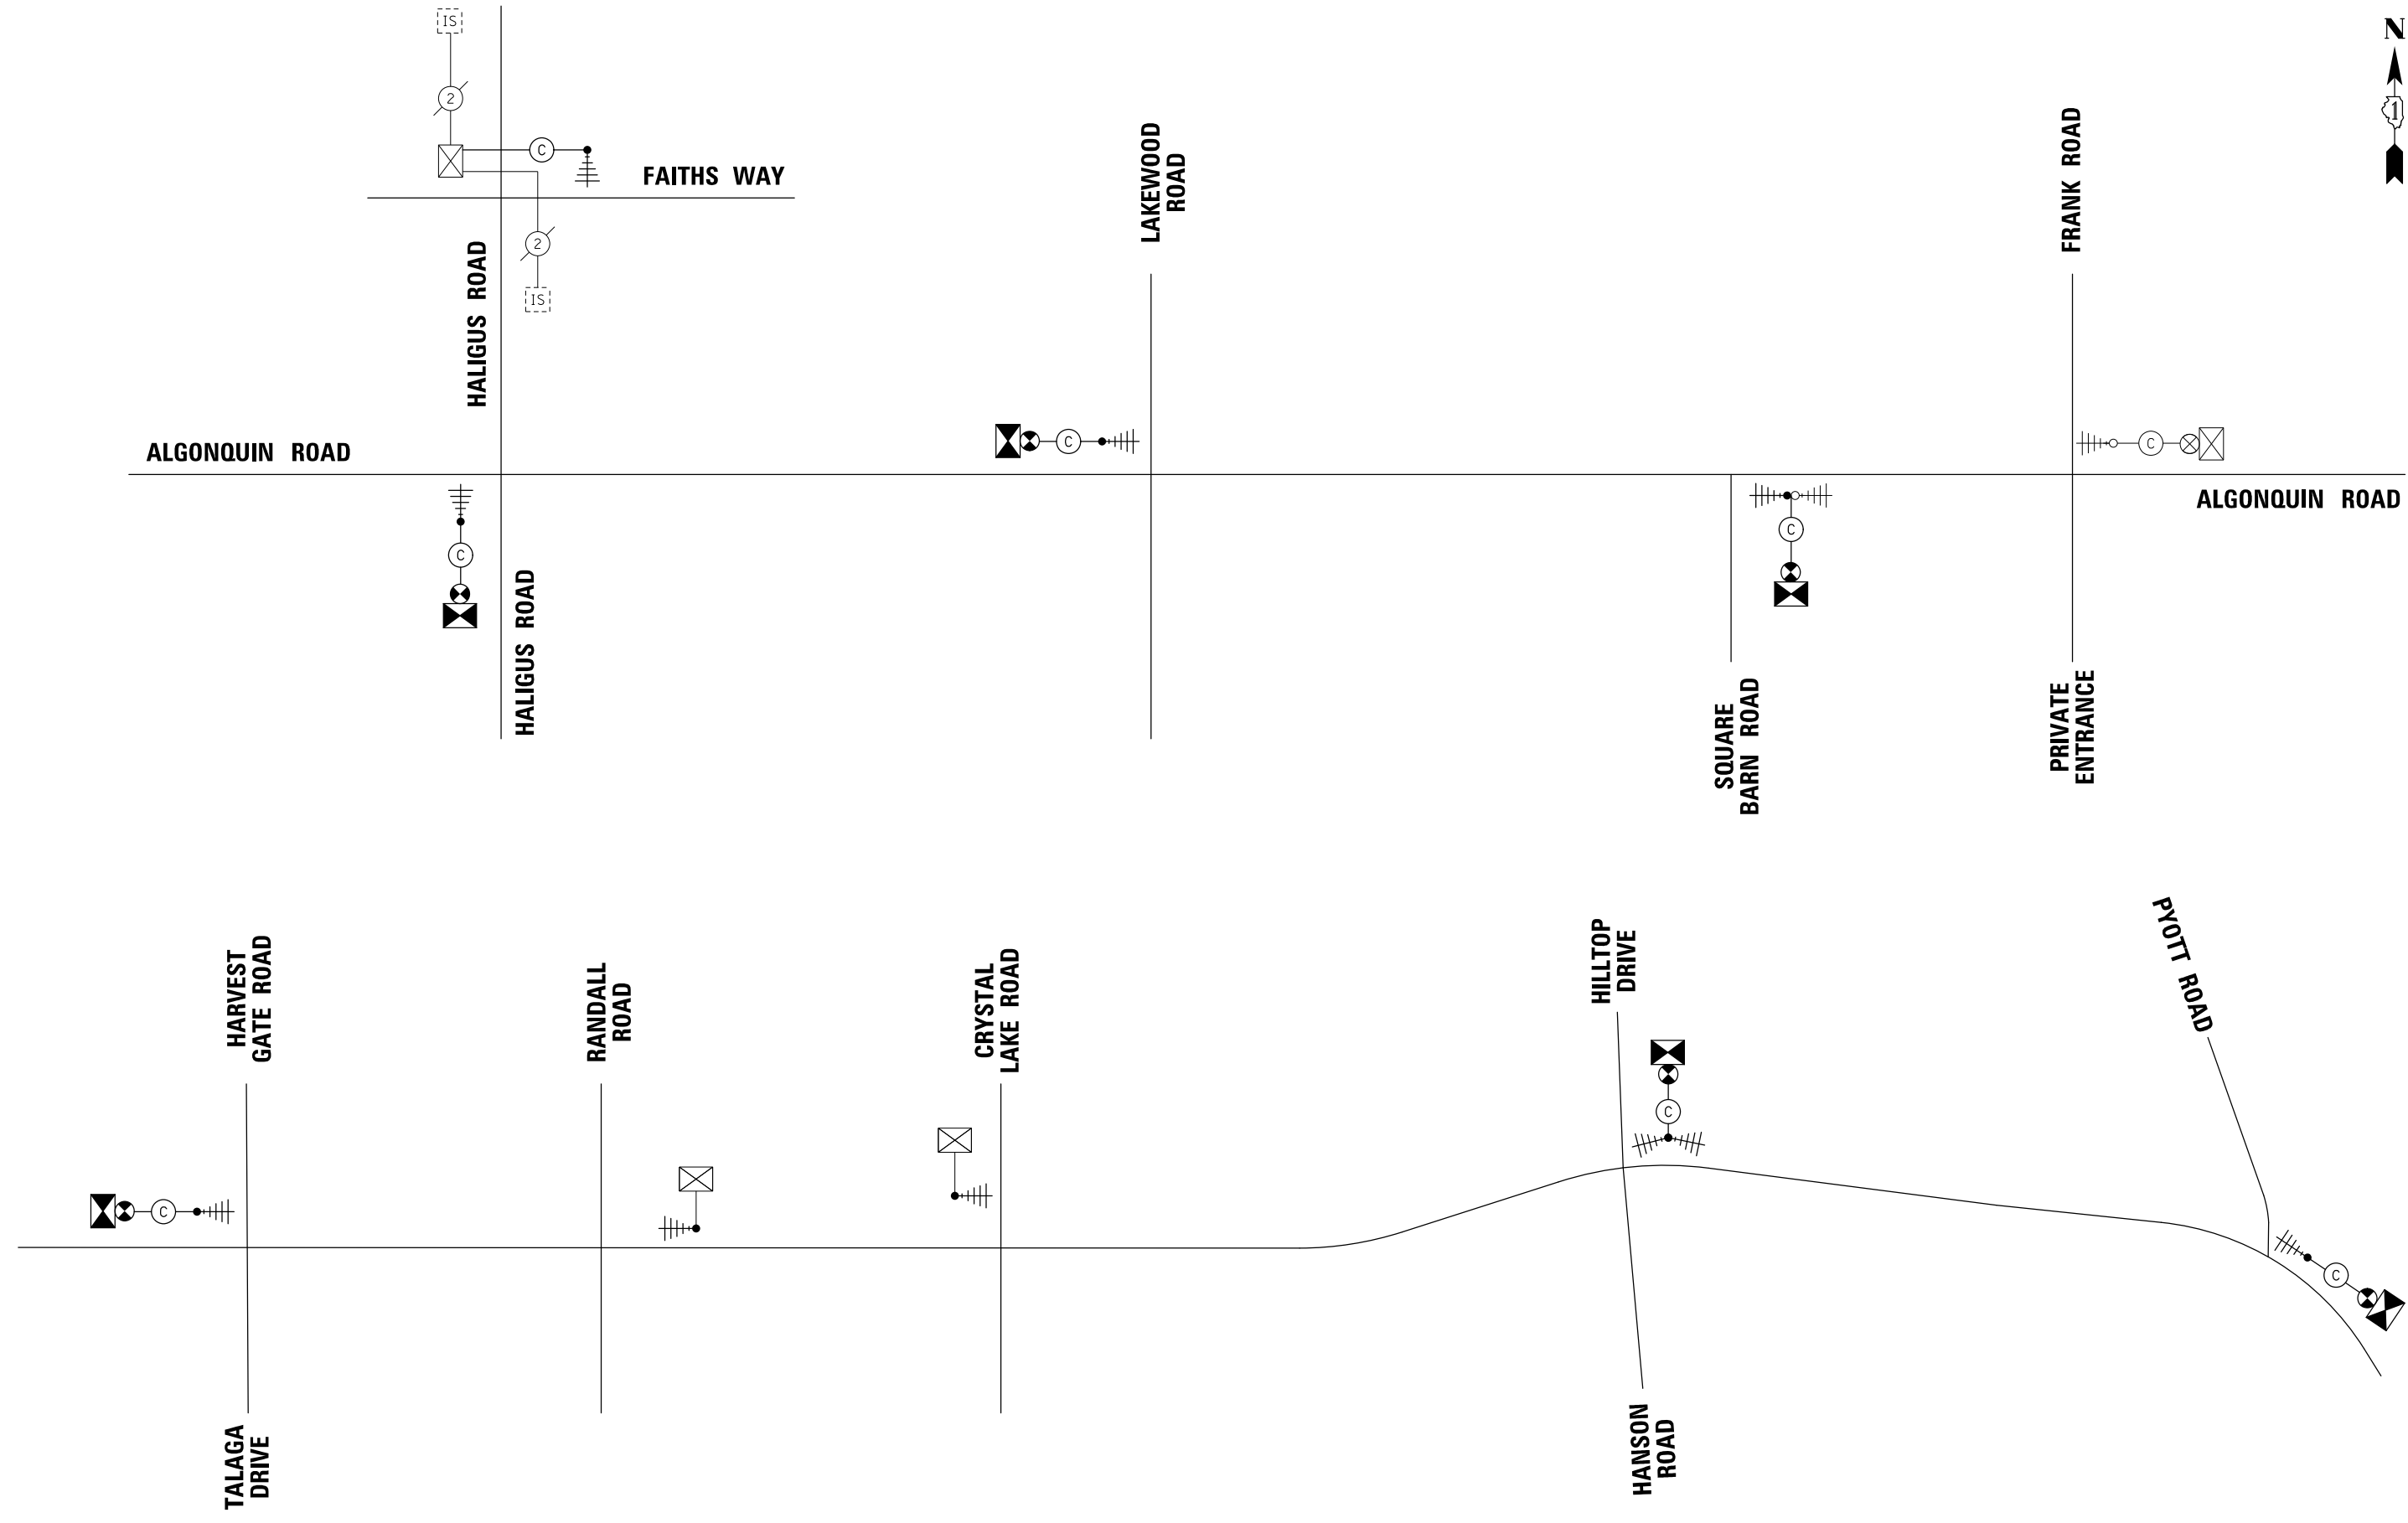 IS
N
2
1
C
FAITHS WAY
HALIGUS ROAD
2
IS
LAKEWOOD
ROAD
FRANK ROAD
ALGONQUIN ROAD
C
C
ALGONQUIN ROAD
C
C
HALIGUS ROAD
SQUARE
BARN ROAD
PRIVATE
ENTRANCE
HARVEST
GATE ROAD
RANDALL
ROAD
CRYSTAL
LAKE ROAD
HILLTOP
DRIVE
PYOTT ROAD
C
C
C
TALAGA
DRIVE
HANSON
ROAD